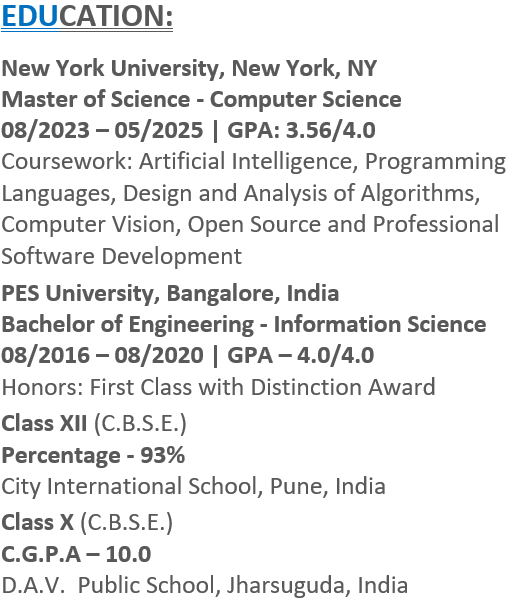 EDUCATION:
New York University, New York, NY
Master of Science - Computer Science
08/2023 – 05/2025 | GPA: 3.56/4.0
Coursework: Artificial Intelligence, Programming
Languages, Design and Analysis of Algorithms,
Computer Vision, Open Source and Professional
Software Development
PES University, Bangalore, India
Bachelor of Engineering - Information Science
08/2016 – 08/2020 | GPA – 4.0/4.0
Honors: First Class with Distinction Award
Class XII (C.B.S.E.)
Percentage - 93%
City International School, Pune, India
Class X (C.B.S.E.)
C.G.P.A – 10.0
D.A.V.  Public School, Jharsuguda, India